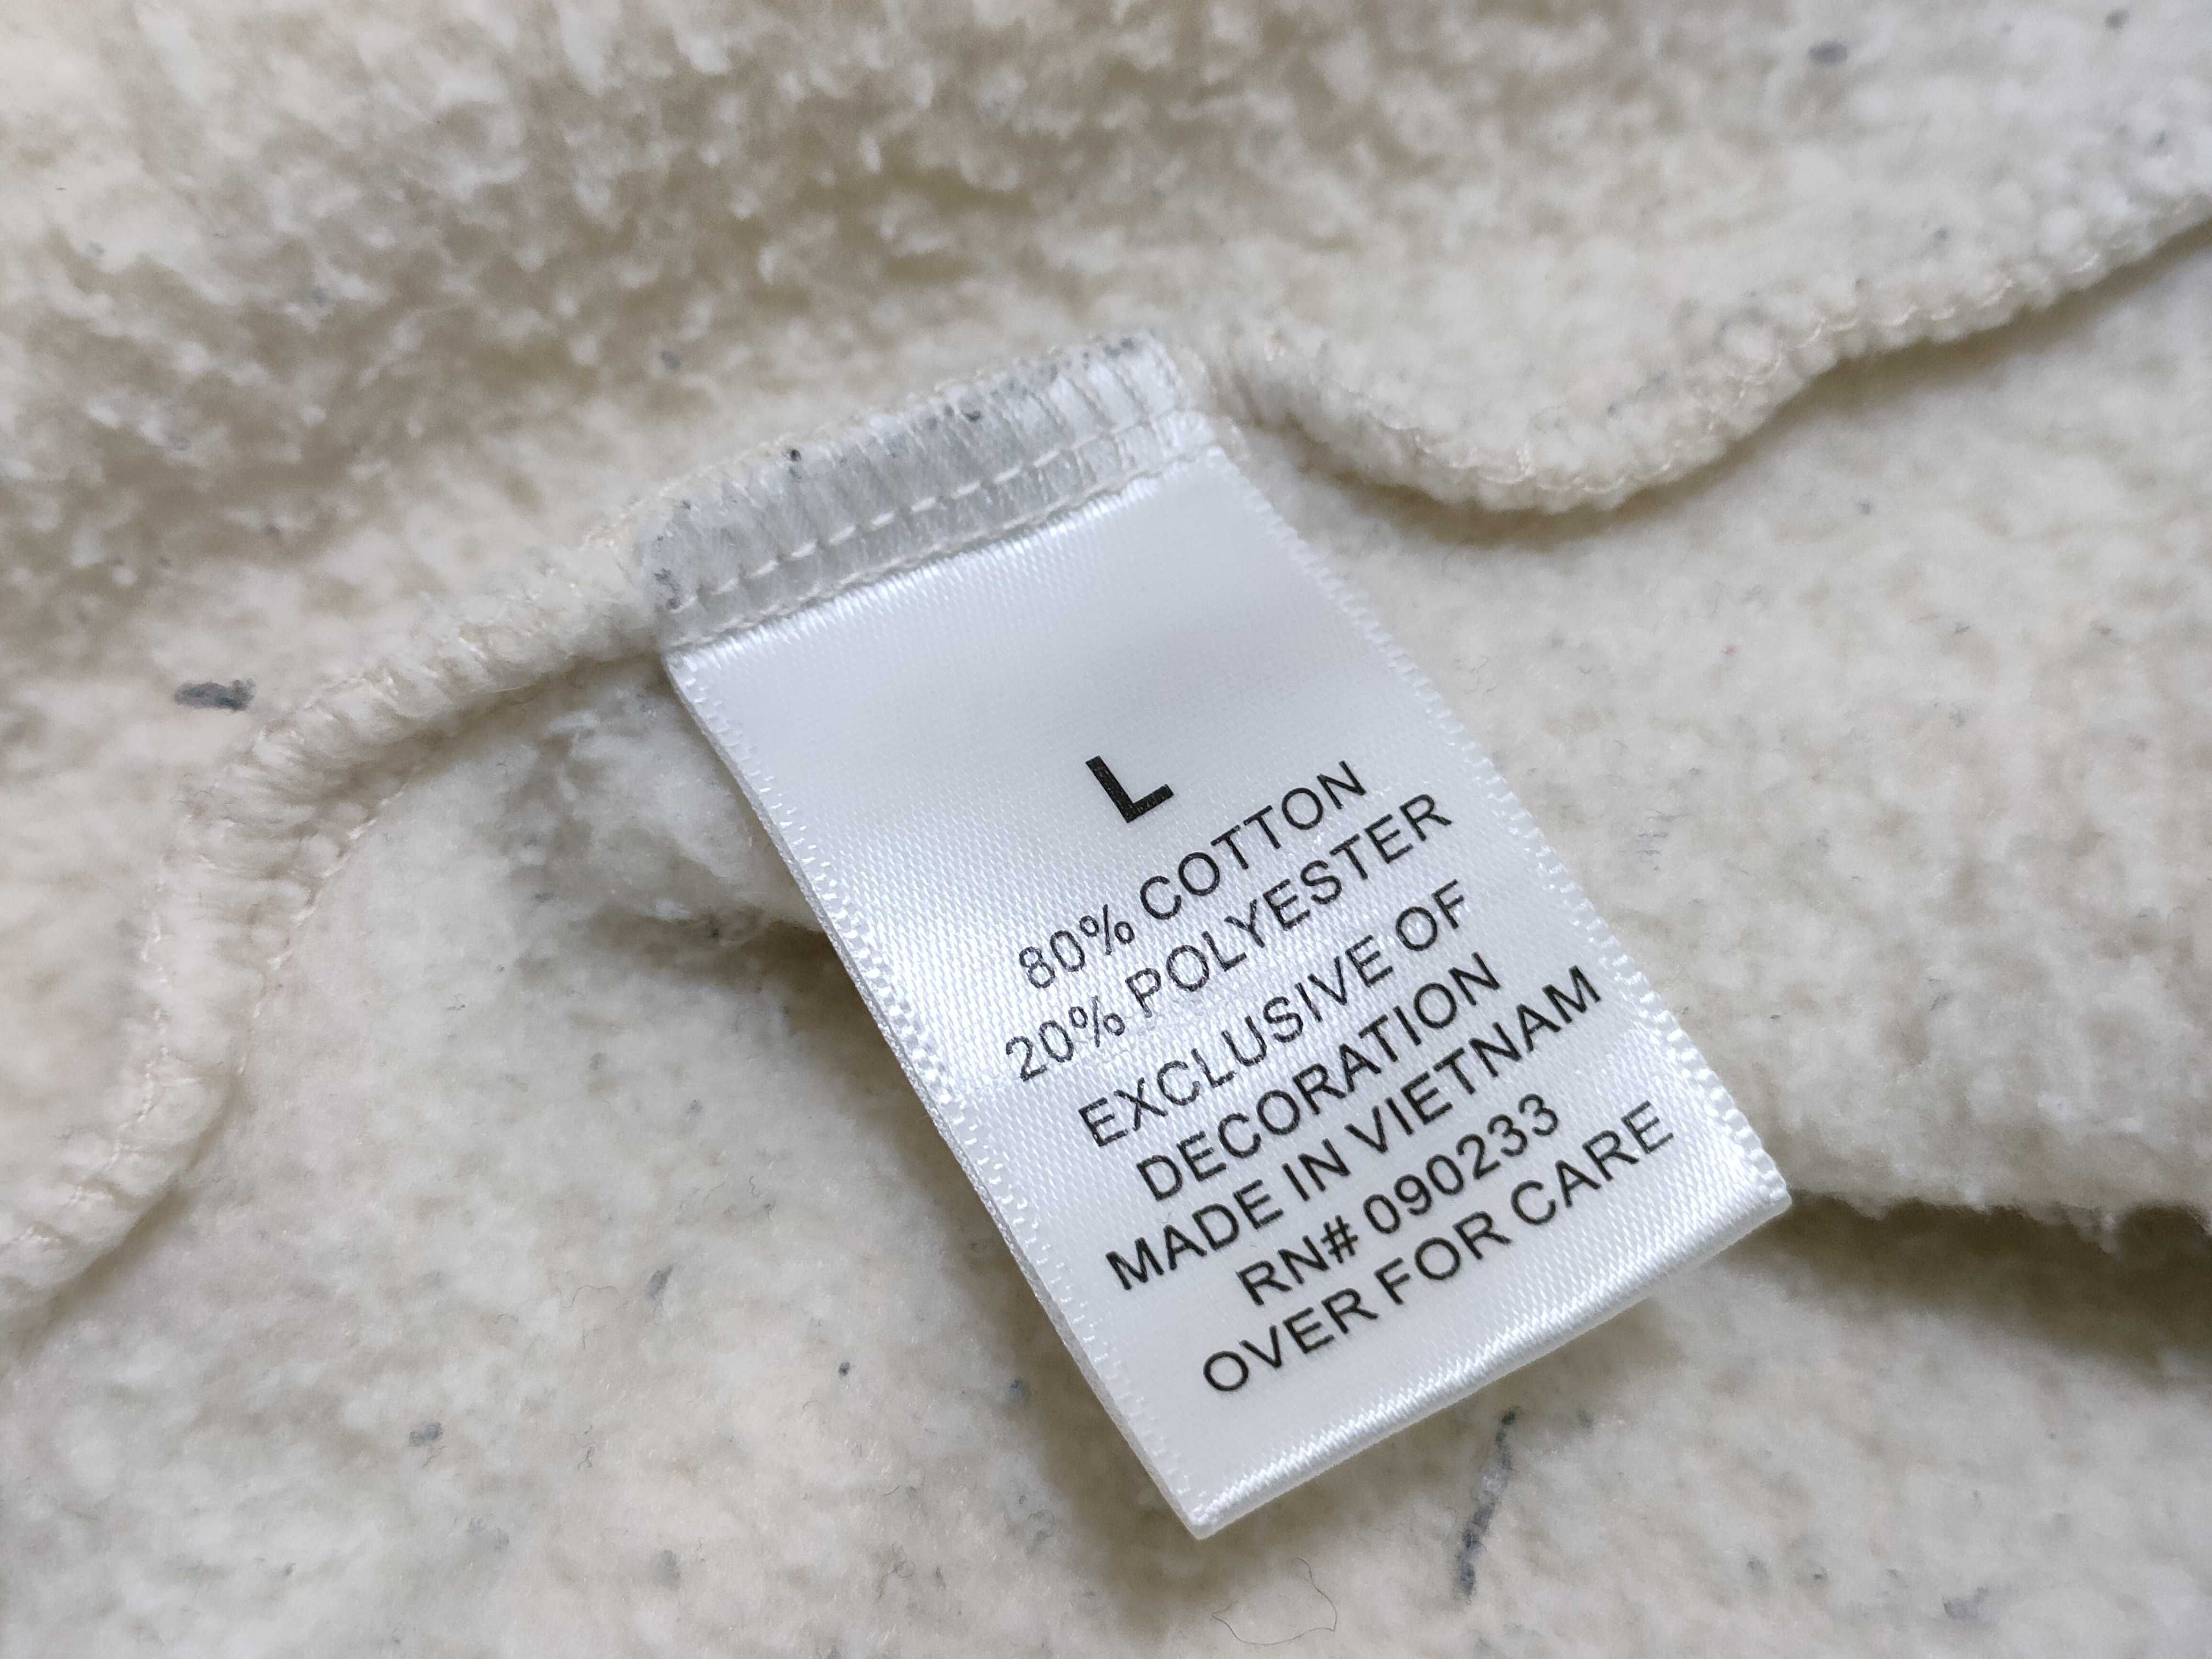 L
80% COTTON
20% POLYESTER
EXCLUSIVE OF
DECORATION
MADE IN VIETNAM
RN# 090233
OVER FOR CARE